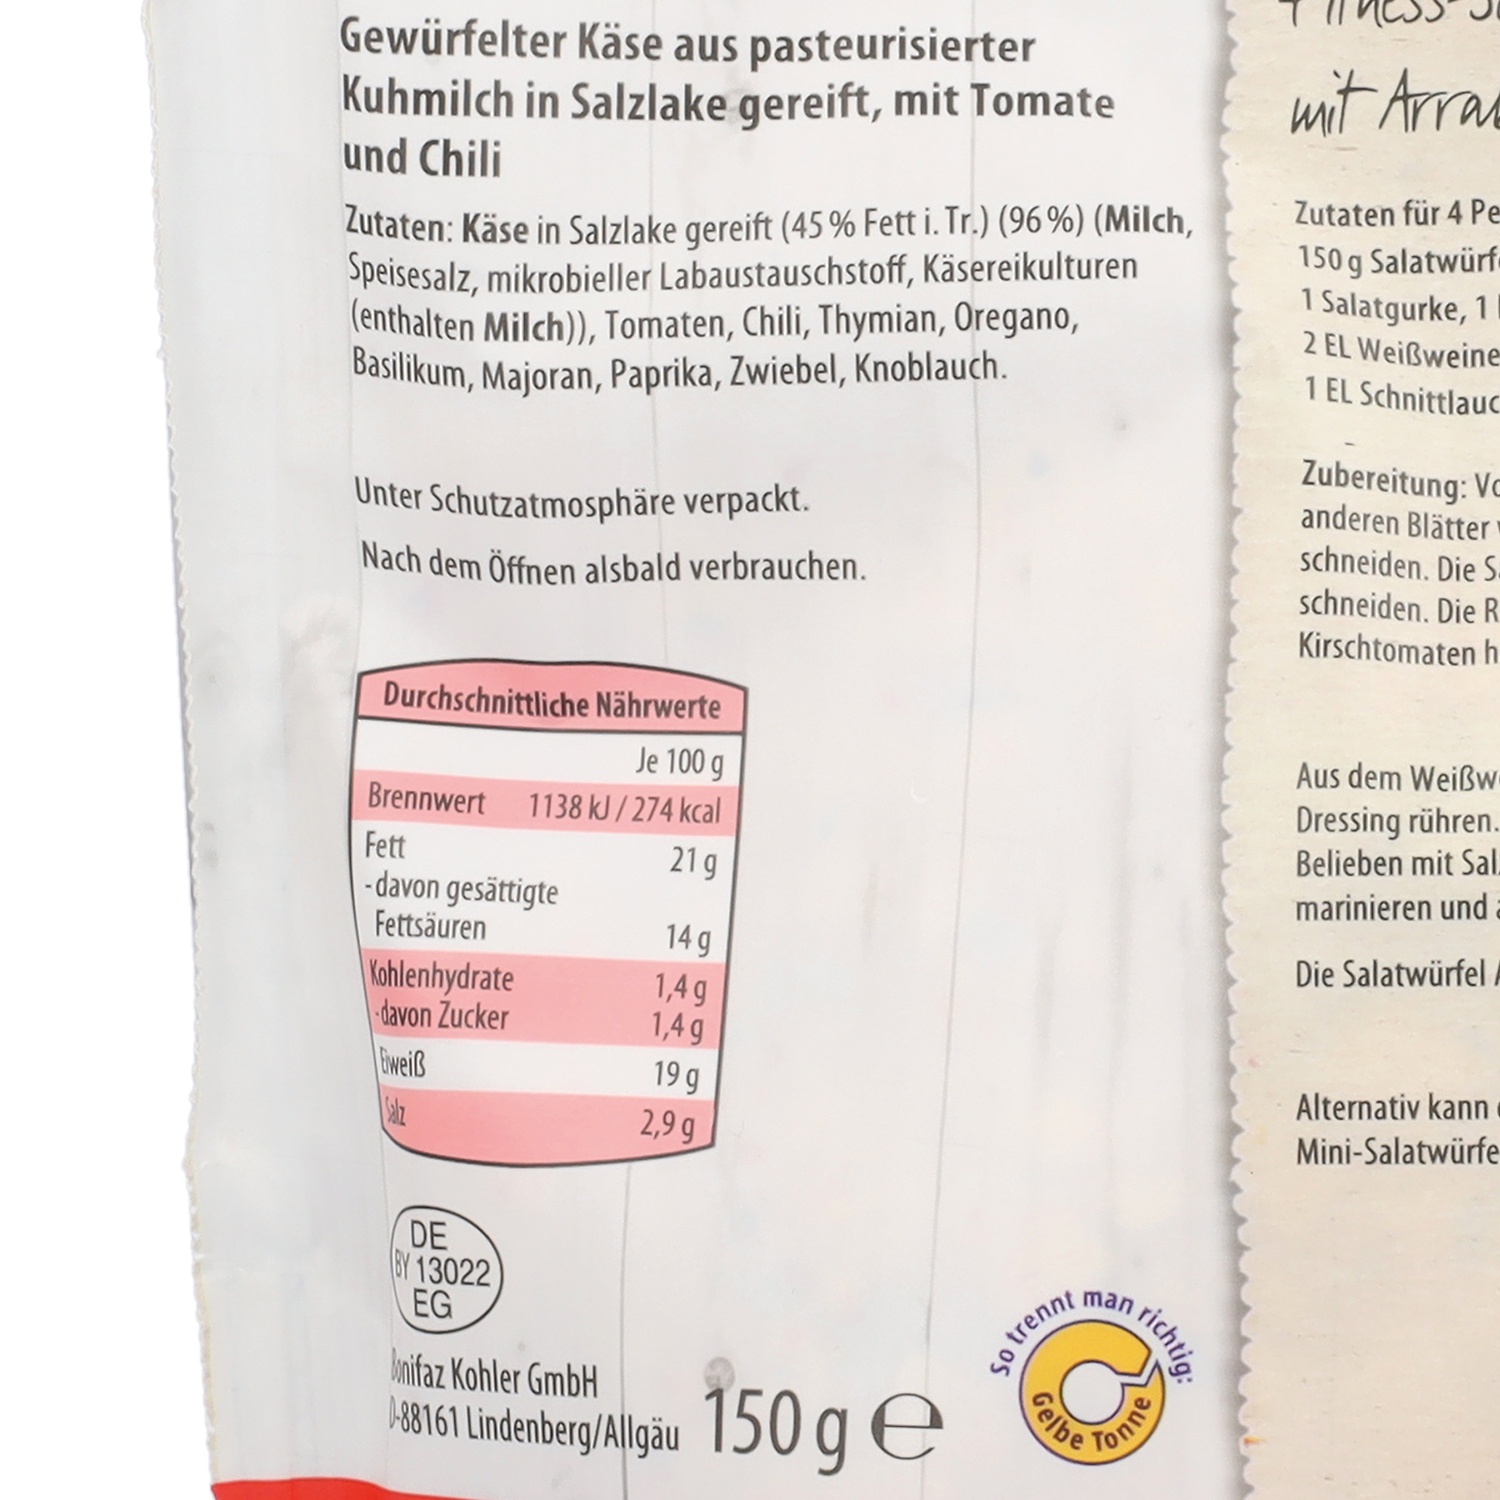 Gewürfelter Käse aus pasteurisierter
Kuhmilch in Salzlake gereift, mit Tomate
und Chili
Zutaten: Käse in Salzlake gereift (45 % Fett i. Tr.) (96 %) (Milch,
Speisesalz, mikrobieller Labaustauschstoff, Käsereikulturen
(enthalten Milch)), Tomaten, Chili, Thymian, Oregano,
Basilikum, Majoran, Paprika, Zwiebel, Knoblauch.
Unter Schutzatmosphäre verpackt.
Nach dem Öffnen alsbald verbrauchen.
Durchschnittliche Nährwerte
Je 100 g
Brennwert 1138 kJ / 274 kcal
Fett 21 g
- davon gesättigte
Fettsäuren 14 g
Kohlenhydrate 1,4 g
- davon Zucker 1,4 g
Eiweiß 19 g
Salz 2,9 g
DE
BY 13022
EG
Bonifaz Kohler GmbH
D-88161 Lindenberg/Allgäu
150 g e
So trennt man richtig:
Gelbe Tonne
mit
Zutaten für 4
150 g
1 Salatgurke, 1
2 EL
1 EL
Zubereitung:
anderen Blätter
schneiden. Die
schneiden. Die
Kirschtomaten
Aus dem
Dressing rühren.
Belieben mit
marinieren und
Die Salatwürfel
Alternativ kann